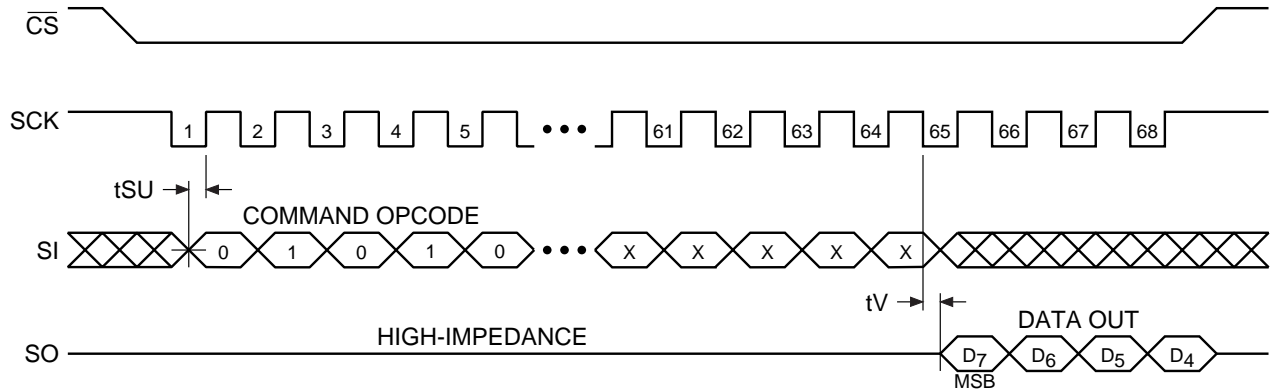 CS
SCK
1 2 3 4 5 ••• 61 62 63 64 65 66 67 68
tSU
COMMAND OPCODE
SI
0 1 0 1 0 ••• X X X X X
tV
HIGH-IMPEDANCE
DATA OUT
SO
D7 D6 D5 D4
MSB